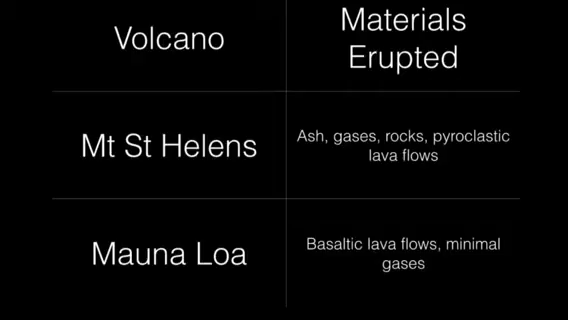 Volcano
Materials
Erupted
Mt St Helens
Ash, gases, rocks, pyroclastic
lava flows
Mauna Loa
Basaltic lava flows, minimal
gases